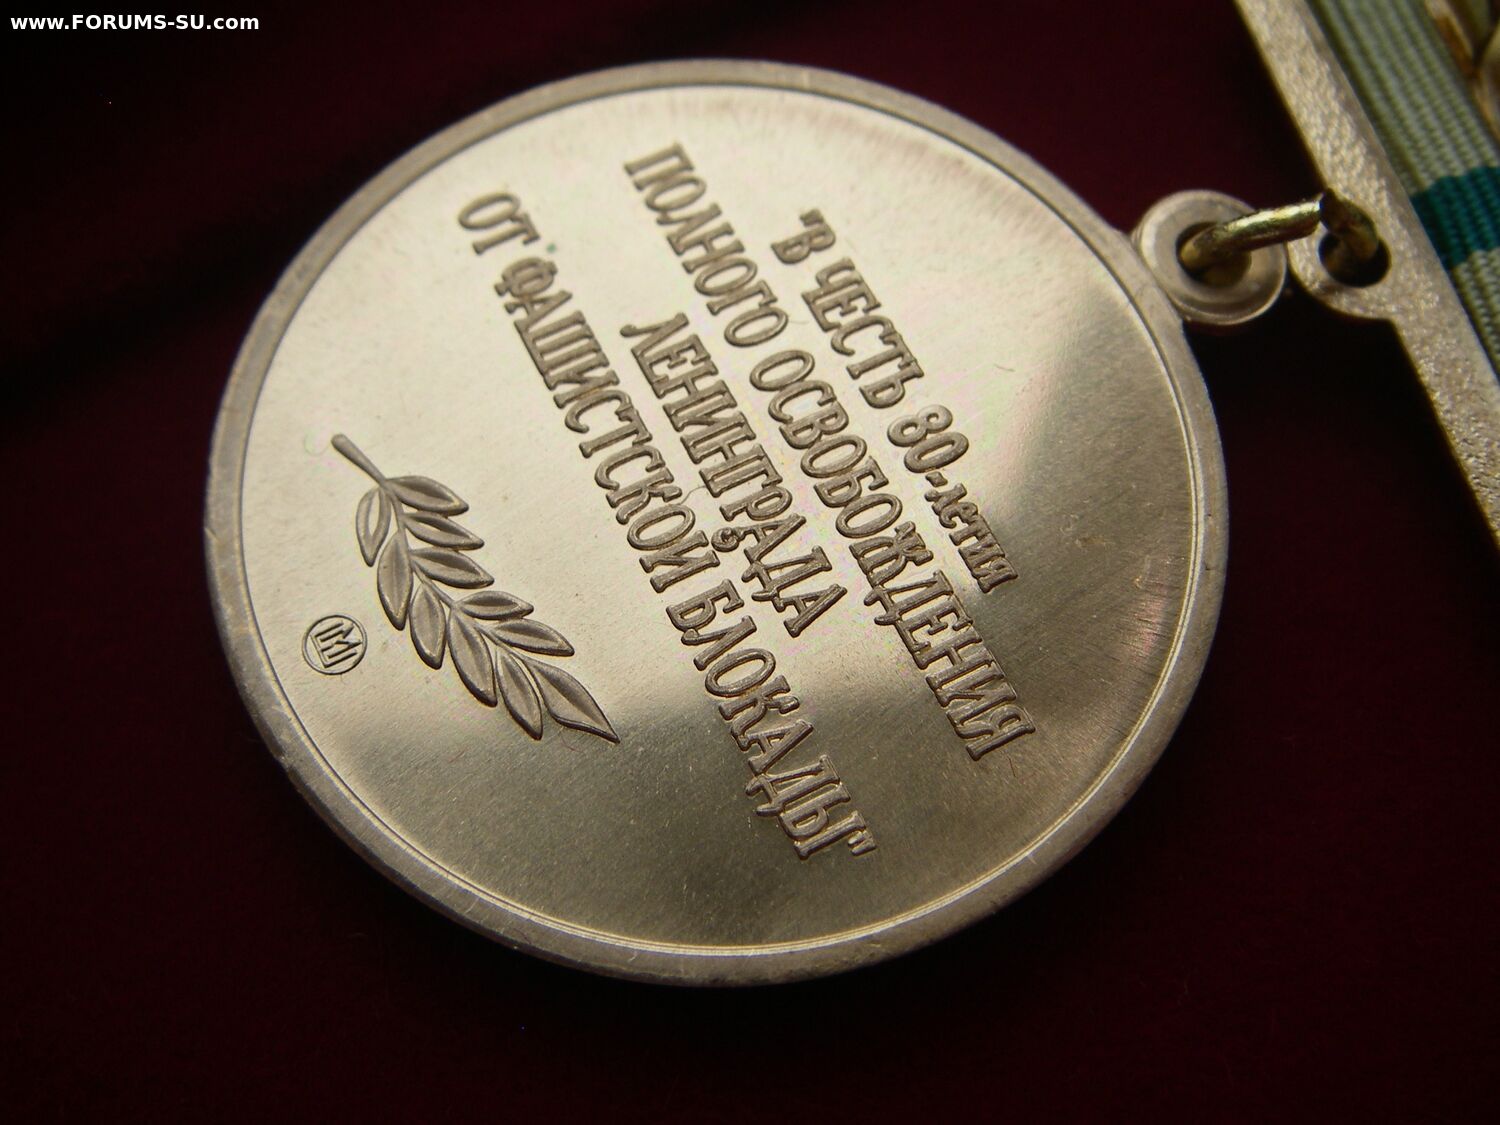 www.FORUMS-SU.com
"В ЧЕСТЬ 80-летия
ПОЛНОГО ОСВОБОЖДЕНИЯ
ЛЕНИНГРАДА
ОТ ФАШИСТСКОЙ БЛОКАДЫ"